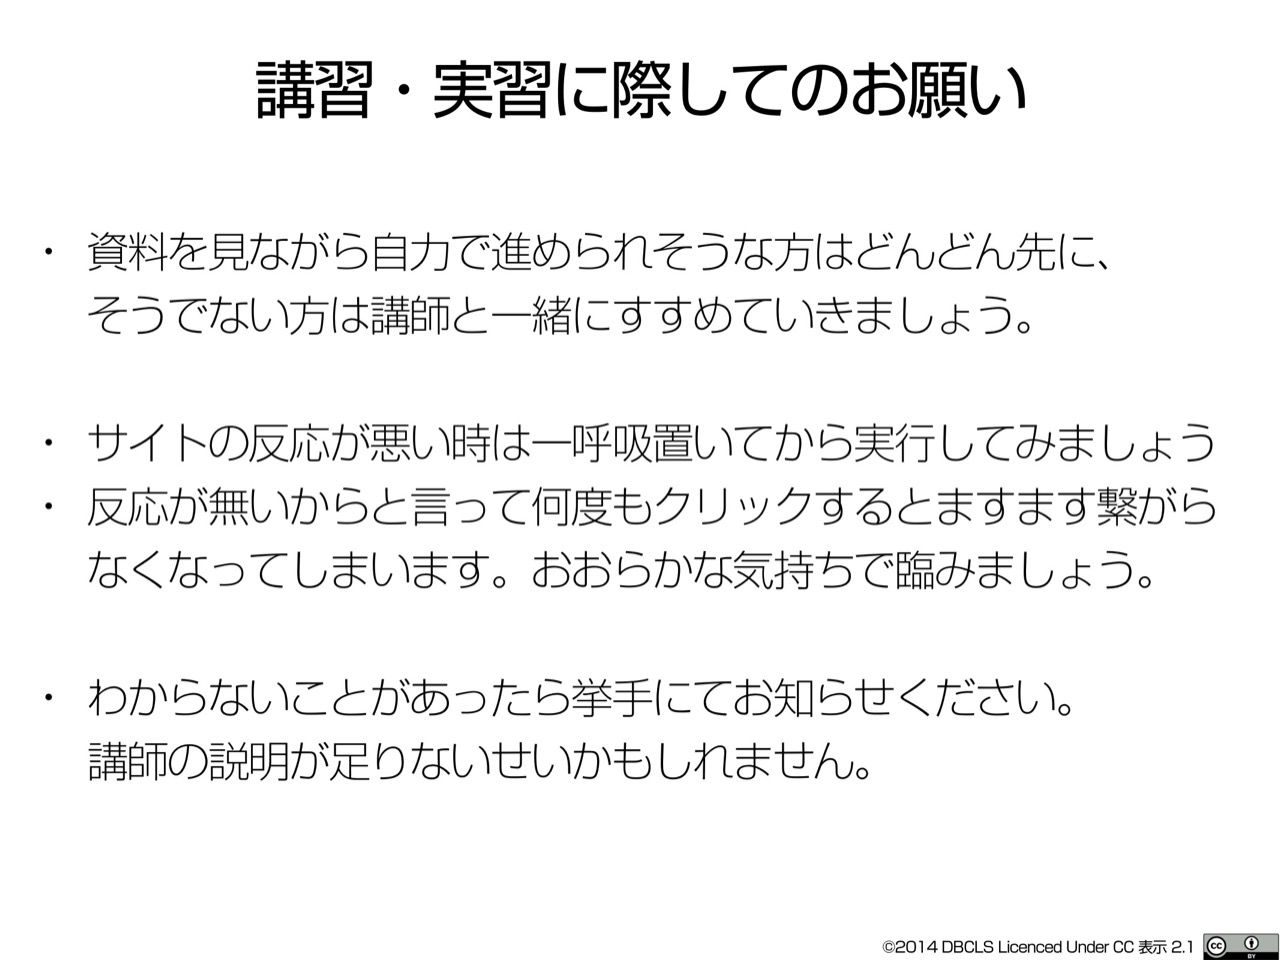 講習・実習に際してのお願い
・ 資料を見ながら自力で進められそうな方はどんどん先に、
そうでない方は講師と一緒にすすめていきましょう。
・ サイトの反応が悪い時は一呼吸置いてから実行してみましょう
・ 反応が無いからと言って何度もクリックするとますます繋がら
なくなってしまいます。おおらかな気持ちで臨みましょう。
・ わからないことがあったら挙手にてお知らせください。
講師の説明が足りないせいかもしれません。
©2014 DBCLS Licenced Under CC 表示 2.1
cc BY